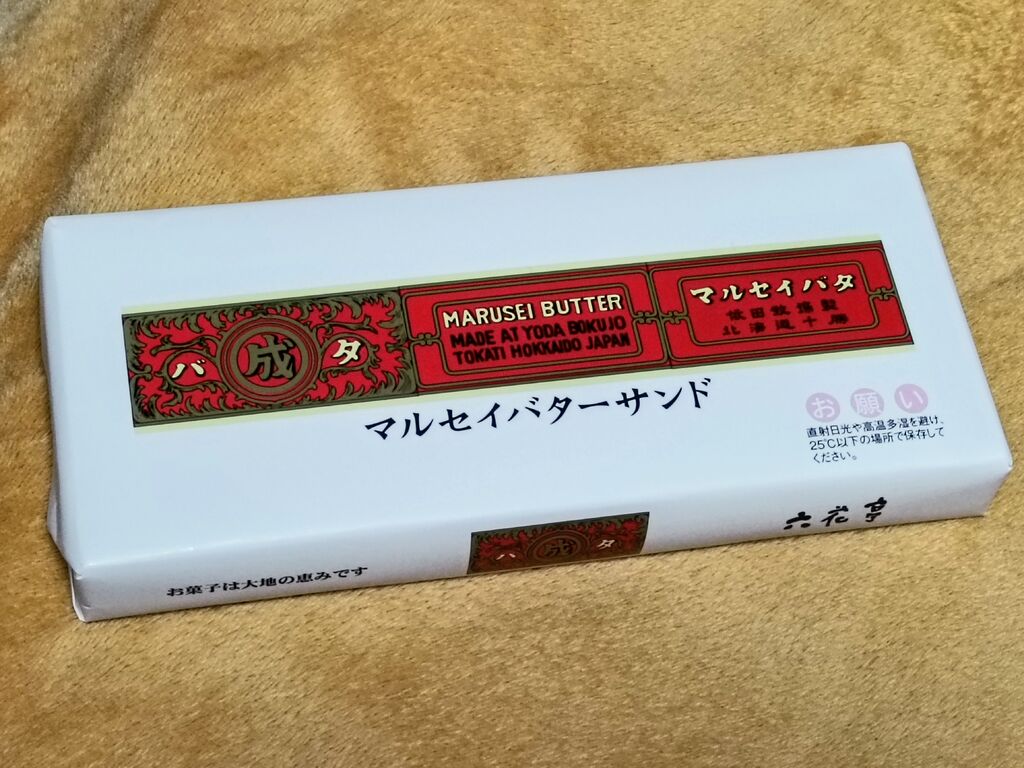 バ 成 タ
MARUSEI BUTTER
MADE AT YODA BOKUJO
TOKATI HOKKAIDO JAPAN
マルセイバタ
依田牧場製
北海道十勝
マルセイバターサンド
お願い
直射日光や高温多湿を避け、
25℃以下の場所で保存して
ください。
バ 成 タ
六花亭
お菓子は大地の恵みです